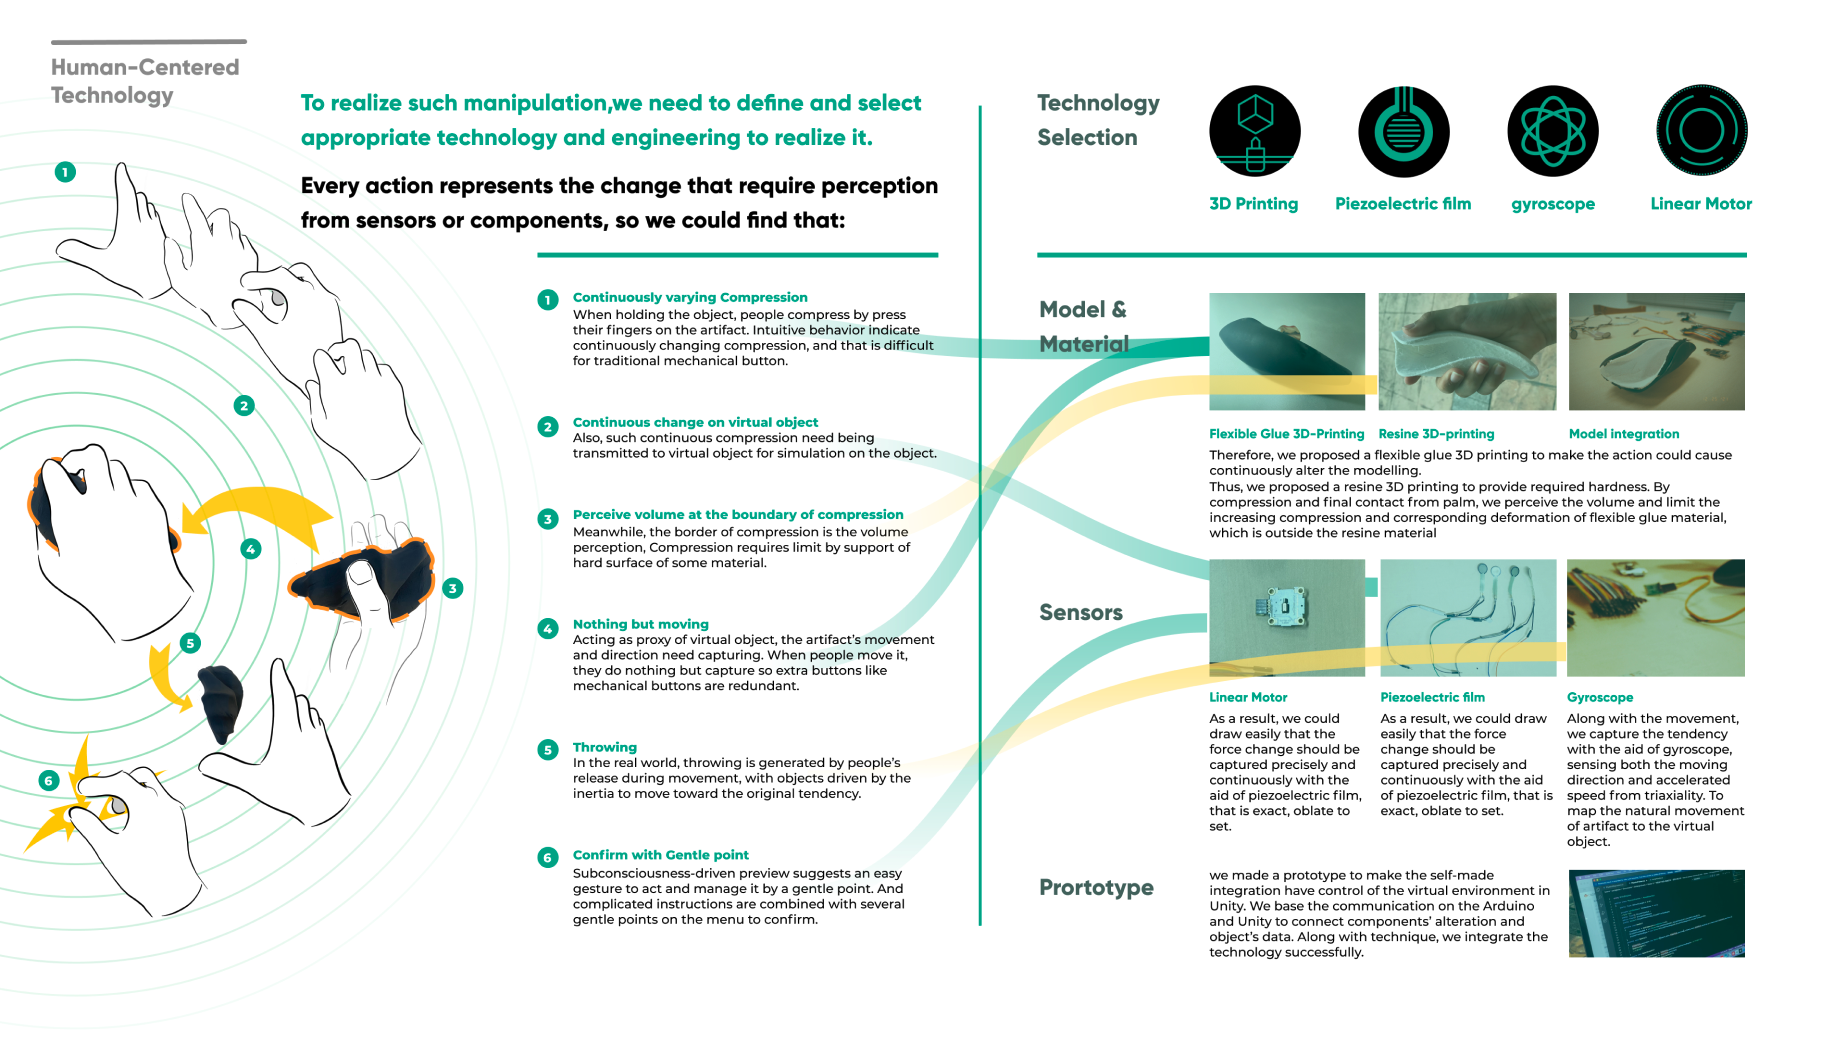 Human-Centered
Technology
To realize such manipulation,we need to define and select
appropriate technology and engineering to realize it.
Every action represents the change that require perception
from sensors or components, so we could find that:
1
2
3
4
5
6
1
Continuously varying Compression
When holding the object, people compress by press
their fingers on the artifact. Intuitive behavior indicate
continuously changing compression, and that is difficult
for traditional mechanical button.
2
Continuous change on virtual object
Also, such continuous compression need being
transmitted to virtual object for simulation on the object.
3
Perceive volume at the boundary of compression
Meanwhile, the border of compression is the volume
perception, Compression requires limit by support of
hard surface of some material.
4
Nothing but moving
Acting as proxy of virtual object, the artifact's movement
and direction need capturing. When people move it,
they do nothing but capture so extra buttons like
mechanical buttons are redundant.
5
Throwing
In the real world, throwing is generated by people's
release during movement, with objects driven by the
inertia to move toward the original tendency.
6
Confirm with Gentle point
Subconsciousness-driven preview suggests an easy
gesture to act and manage it by a gentle point. And
complicated instructions are combined with several
gentle points on the menu to confirm.
Technology
Selection
3D Printing
Piezoelectric film
gyroscope
Linear Motor
Model &
Material
Flexible Glue 3D-Printing
Resine 3D-printing
Model integration
Therefore, we proposed a flexible glue 3D printing to make the action could cause
continuously alter the modelling.
Thus, we proposed a resine 3D printing to provide required hardness. By
compression and final contact from palm, we perceive the volume and limit the
increasing compression and corresponding deformation of flexible glue material,
which is outside the resine material
Sensors
Linear Motor
As a result, we could
draw easily that the
force change should be
captured precisely and
continuously with the
aid of piezoelectric film,
that is exact, oblate to
set.
Piezoelectric film
As a result, we could draw
easily that the force
change should be
captured precisely and
continuously with the aid
of piezoelectric film, that is
exact, oblate to set.
Gyroscope
Along with the movement,
we capture the tendency
with the aid of gyroscope,
sensing both the moving
direction and accelerated
speed from triaxiality. To
map the natural movement
of artifact to the virtual
object.
Prortotype
we made a prototype to make the self-made
integration have control of the virtual environment in
Unity. We base the communication on the Arduino
and Unity to connect components' alteration and
object's data. Along with technique, we integrate the
technology successfully.